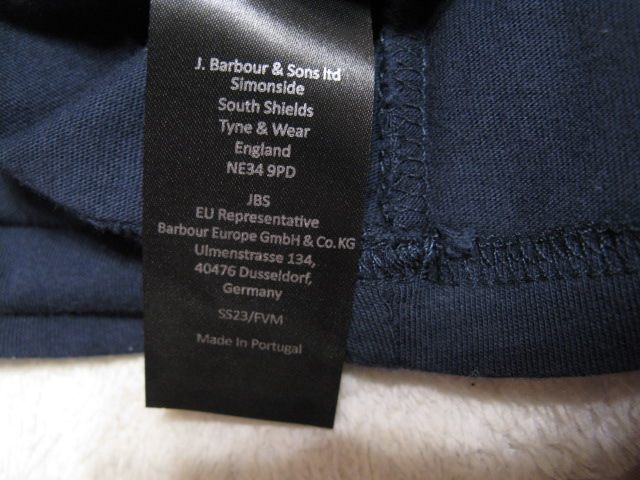 J. Barbour & Sons ltd
Simonside
South Shields
Tyne & Wear
England
NE34 9PD
JBS
EU Representative
Barbour Europe GmbH & Co. KG
Ulmenstrasse 134,
40476 Dusseldorf,
Germany
SS23/FVM
Made In Portugal